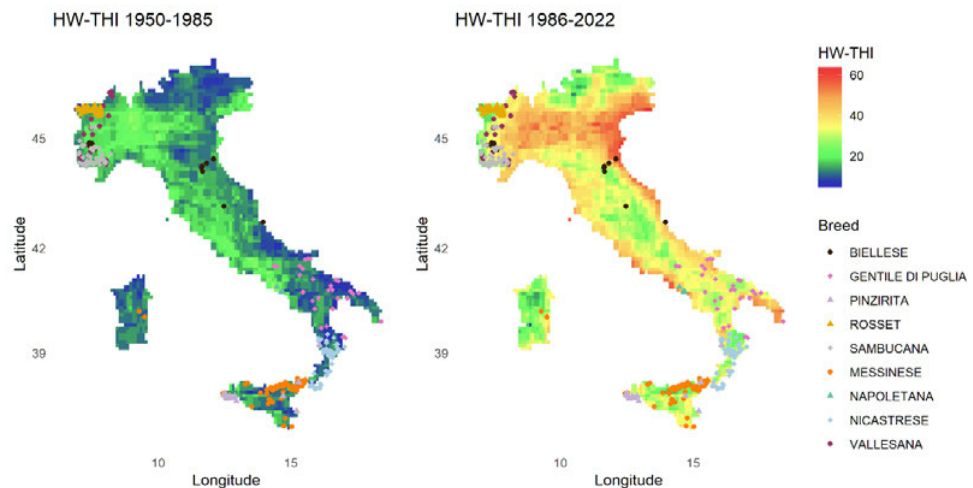 HW-THI 1950-1985
HW-THI 1986-2022
HW-THI
60
40
20
45
42
39
Latitude
10
15
Longitude
45
42
39
Latitude
10
15
Longitude
Breed
BIELLESE
GENTILE DI PUGLIA
PINZIRITA
ROSSET
SAMBUCANA
MESSINESE
NAPOLETANA
NICASTRESE
VALLESANA